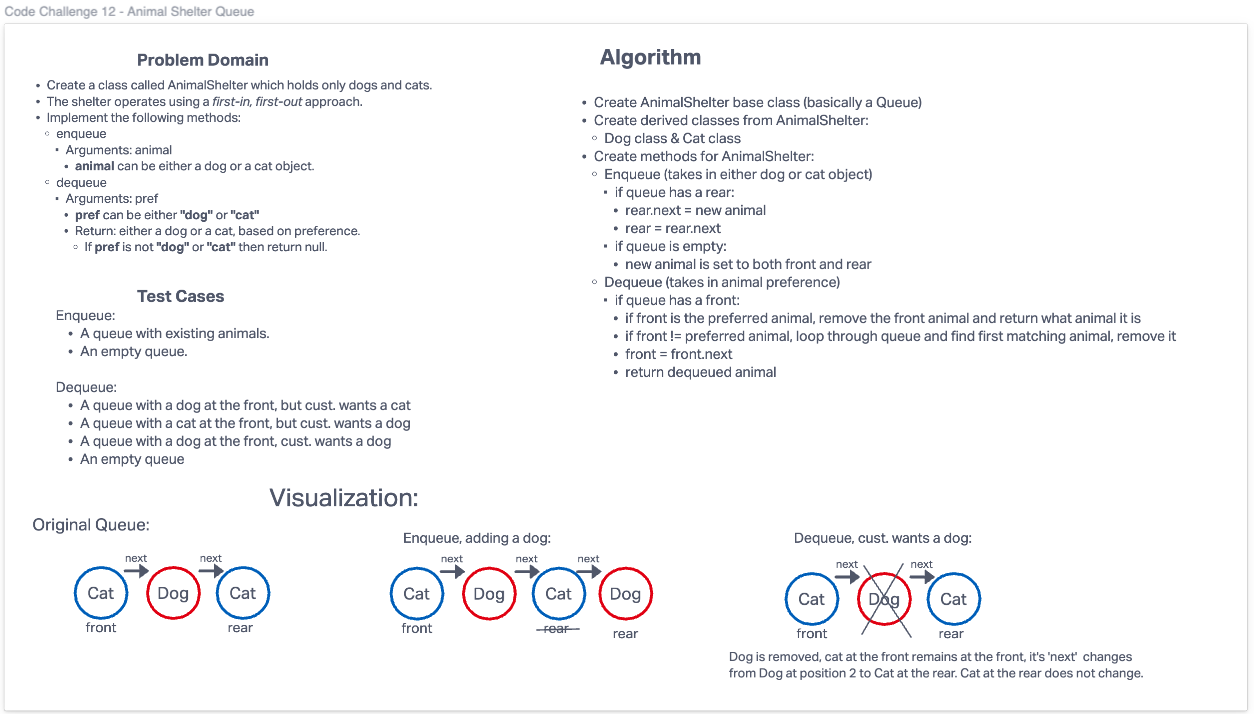 Code Challenge 12 - Animal Shelter Queue
Problem Domain
• Create a class called AnimalShelter which holds only dogs and cats.
• The shelter operates using a first-in, first-out approach.
• Implement the following methods:
◦ enqueue
▪ Arguments: animal
• animal can be either a dog or a cat object.
◦ dequeue
▪ Arguments: pref
• pref can be either "dog" or "cat"
• Return: either a dog or a cat, based on preference.
◦ If pref is not "dog" or "cat" then return null.
Test Cases
Enqueue:
• A queue with existing animals.
• An empty queue.
Dequeue:
• A queue with a dog at the front, but cust. wants a cat
• A queue with a cat at the front, but cust. wants a dog
• A queue with a dog at the front, cust. wants a dog
• An empty queue
Algorithm
• Create AnimalShelter base class (basically a Queue)
• Create derived classes from AnimalShelter:
◦ Dog class & Cat class
• Create methods for AnimalShelter:
◦ Enqueue (takes in either dog or cat object)
▪ if queue has a rear:
• rear.next = new animal
• rear = rear.next
▪ if queue is empty:
• new animal is set to both front and rear
◦ Dequeue (takes in animal preference)
▪ if queue has a front:
• if front is the preferred animal, remove the front animal and return what animal it is
• if front != preferred animal, loop through queue and find first matching animal, remove it
• front = front.next
• return dequeued animal
Visualization:
Original Queue:
next next
Cat Dog Cat
front rear
Enqueue, adding a dog:
next next next
Cat Dog Cat Dog
front rear rear
Dequeue, cust. wants a dog:
next next
Cat Dog Cat
front rear
Dog is removed, cat at the front remains at the front, it's 'next' changes
from Dog at position 2 to Cat at the rear. Cat at the rear does not change.